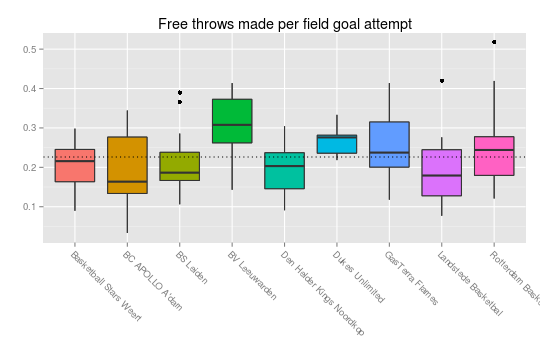 Free throws made per field goal attempt
0.5
0.4
0.3
0.2
0.1
Basketball Stars Weert
BC APOLLO A'dam
BS Leiden
BV Leeuwarden
Den Helder Kings Noordkop
Dukes Unlimited
GasTerra Flames
Landstede Basketbal
Rotterdam Bask